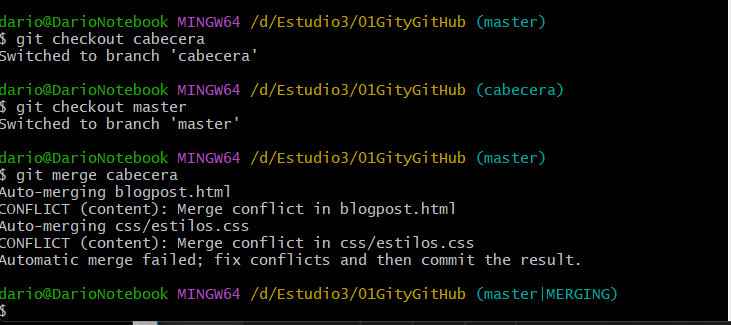 dario@DarioNotebook MINGW64 /d/Estudio3/01GityGitHub (master)
$ git checkout cabecera
Switched to branch 'cabecera'
dario@DarioNotebook MINGW64 /d/Estudio3/01GityGitHub (cabecera)
$ git checkout master
Switched to branch 'master'
dario@DarioNotebook MINGW64 /d/Estudio3/01GityGitHub (master)
$ git merge cabecera
Auto-merging blogpost.html
CONFLICT (content): Merge conflict in blogpost.html
Auto-merging css/estilos.css
CONFLICT (content): Merge conflict in css/estilos.css
Automatic merge failed; fix conflicts and then commit the result.
dario@DarioNotebook MINGW64 /d/Estudio3/01GityGitHub (master|MERGING)
$